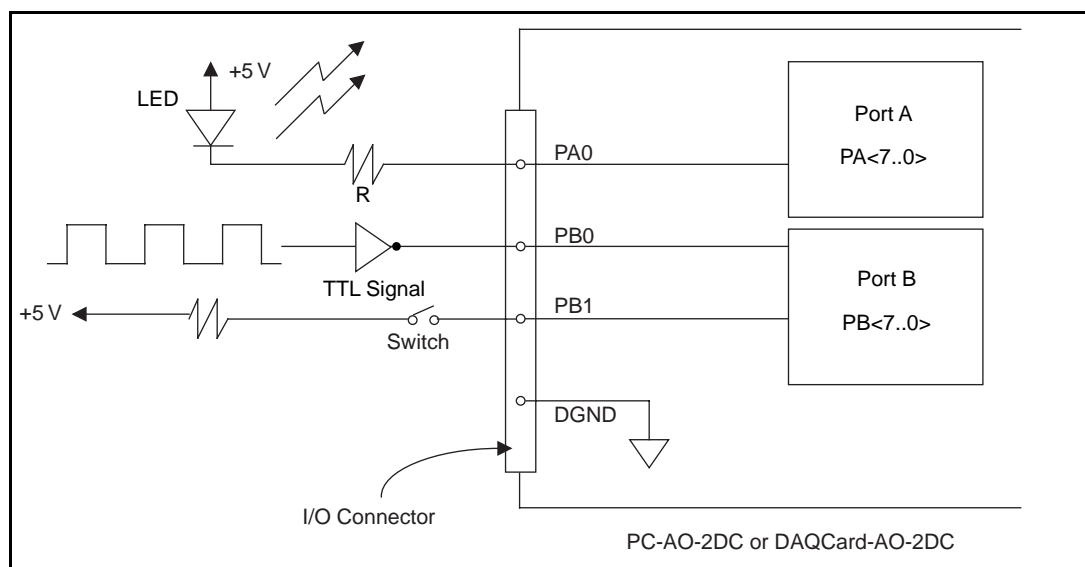 +5 V
LED
Port A
PA<7..0>
PA0
R
PB0
TTL Signal
Port B
PB<7..0>
+5 V
PB1
Switch
DGND
I/O Connector
PC-AO-2DC or DAQCard-AO-2DC